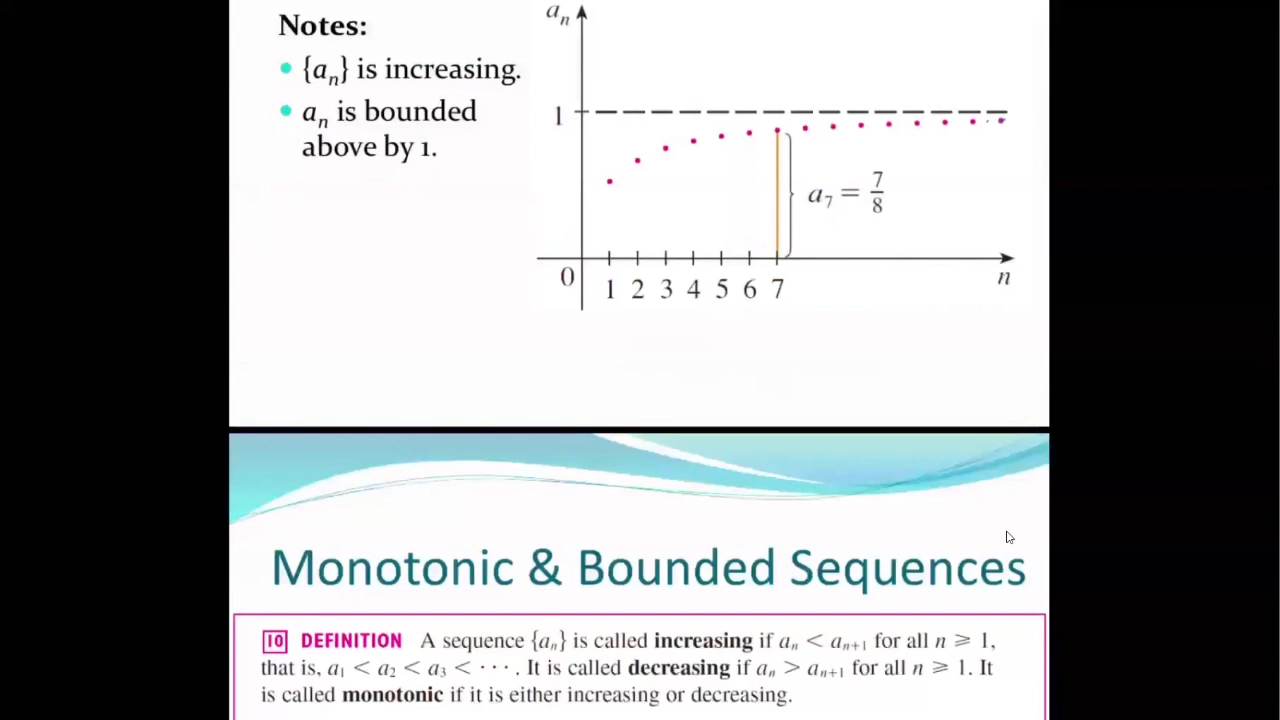 Notes:
• {aₙ} is increasing.
• aₙ is bounded
above by 1.
aₙ
1
a₇ = 7/8
0
1 2 3 4 5 6 7
n
Monotonic & Bounded Sequences
10 DEFINITION A sequence {aₙ} is called increasing if aₙ < aₙ₊₁ for all n ⩾ 1,
that is, a₁ < a₂ < a₃ < · · · . It is called decreasing if aₙ > aₙ₊₁ for all n ⩾ 1. It
is called monotonic if it is either increasing or decreasing.